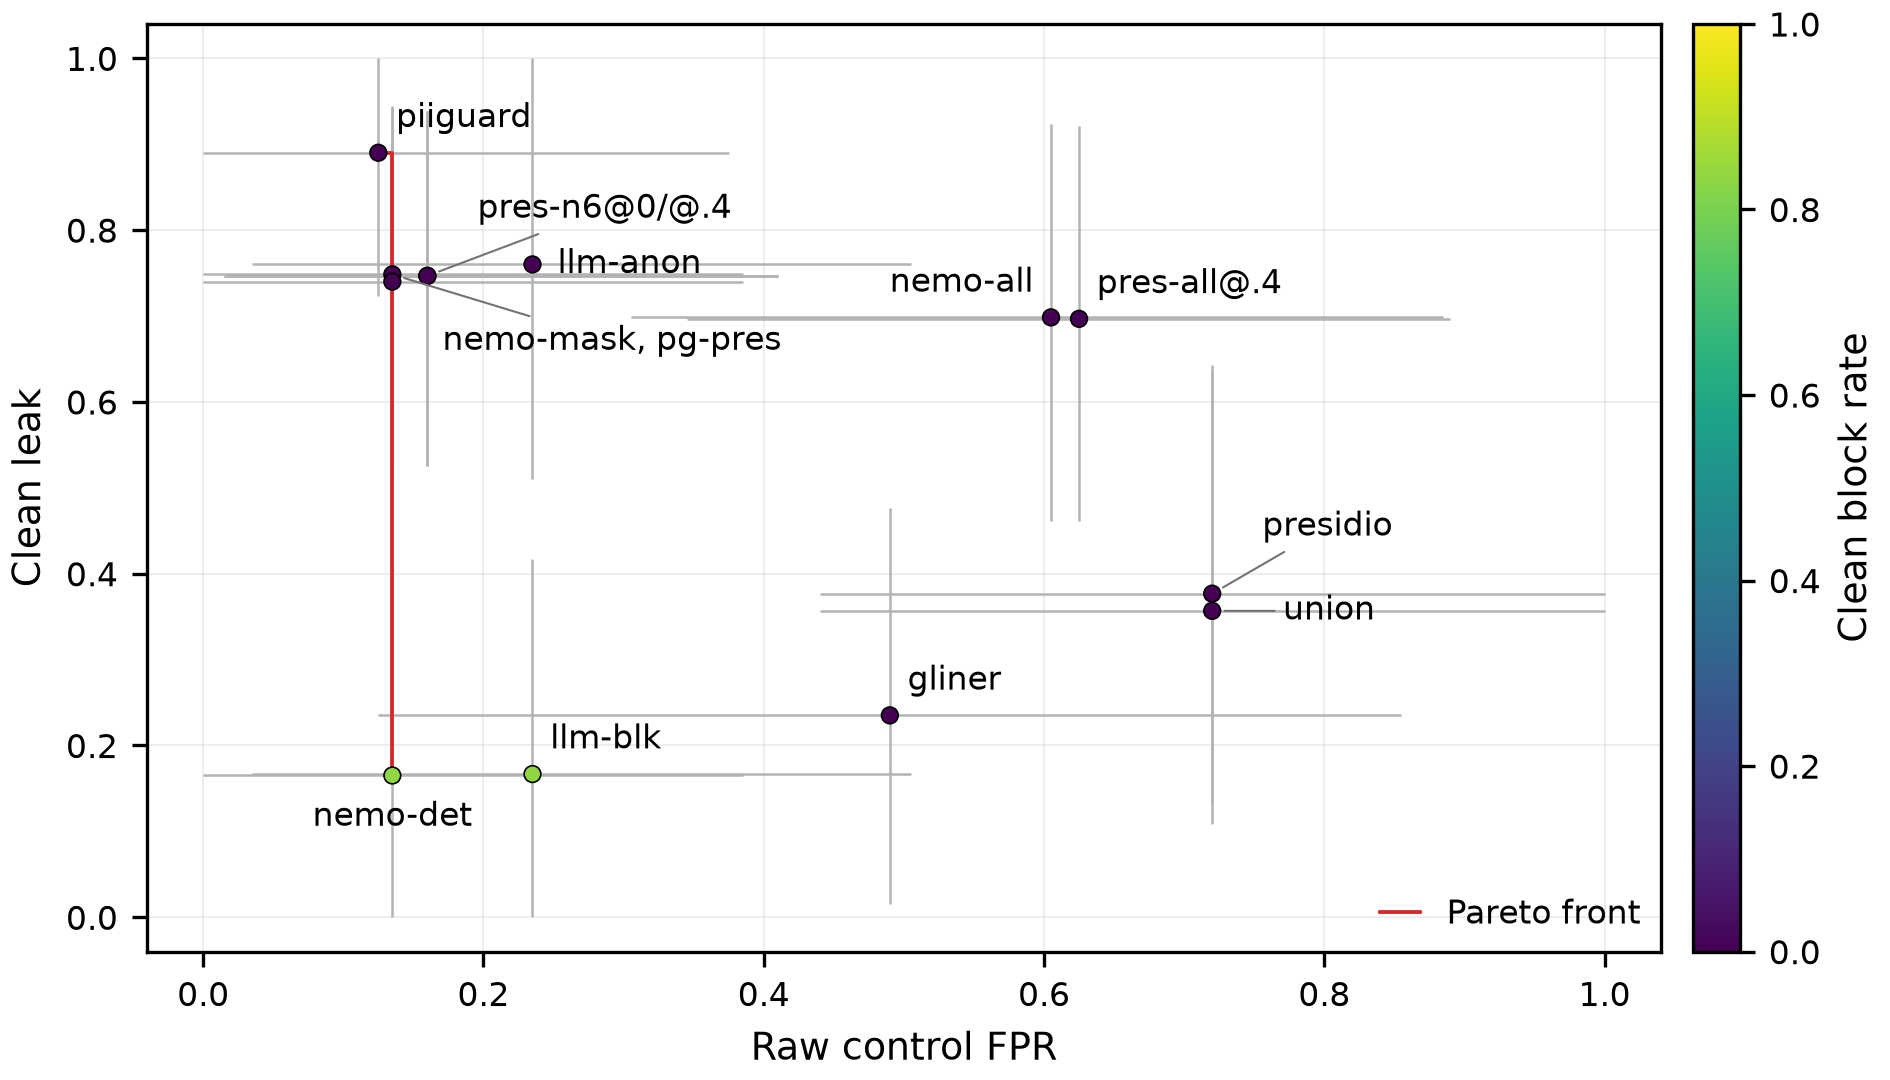 1.0
0.8
0.6
0.4
0.2
0.0
Clean leak
piiguard
pres-n6@0/@.4
llm-anon
nemo-mask, pg-pres
nemo-all
pres-all@.4
presidio
union
gliner
llm-blk
nemo-det
Pareto front
0.0 0.2 0.4 0.6 0.8 1.0
Raw control FPR
1.0
0.8
0.6
0.4
0.2
0.0
Clean block rate